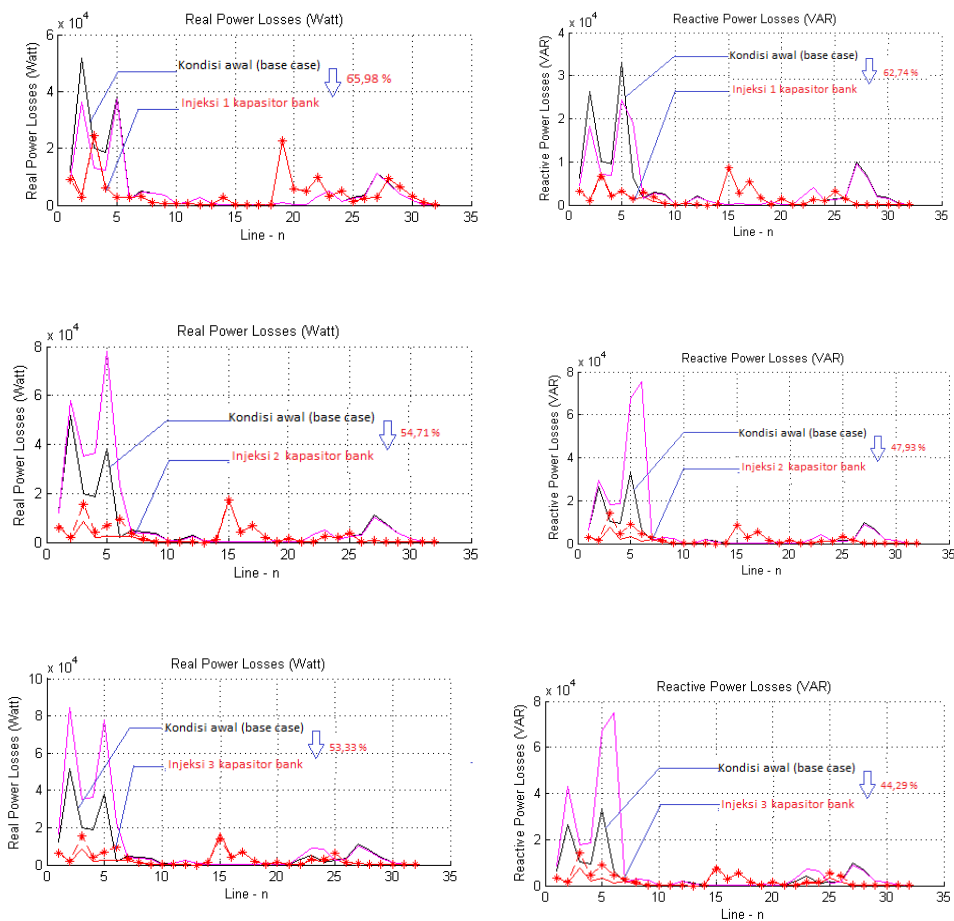 Real Power Losses (Watt)
x 10^4
Real Power Losses (Watt)
6
4
2
0
Kondisi awal (base case)
65,98 %
Injeksi 1 kapasitor bank
0 5 10 15 20 25 30 35
Line - n
Reactive Power Losses (VAR)
x 10^4
Reactive Power Losses (VAR)
4
3
2
1
0
Kondisi awal (base case)
62,74 %
Injeksi 1 kapasitor bank
0 5 10 15 20 25 30 35
Line - n
Real Power Losses (Watt)
x 10^4
Real Power Losses (Watt)
8
6
4
2
0
Kondisi awal (base case)
54,71 %
Injeksi 2 kapasitor bank
0 5 10 15 20 25 30 35
Line - n
Reactive Power Losses (VAR)
x 10^4
Reactive Power Losses (VAR)
8
6
4
2
0
Kondisi awal (base case)
47,93 %
Injeksi 2 kapasitor bank
0 5 10 15 20 25 30 35
Line - n
Real Power Losses (Watt)
x 10^4
Real Power Losses (Watt)
10
8
6
4
2
0
Kondisi awal (base case)
53,33 %
Injeksi 3 kapasitor bank
0 5 10 15 20 25 30 35
Line - n
Reactive Power Losses (VAR)
x 10^4
Reactive Power Losses (VAR)
8
6
4
2
0
Kondisi awal (base case)
44,29 %
Injeksi 3 kapasitor bank
0 5 10 15 20 25 30 35
Line - n